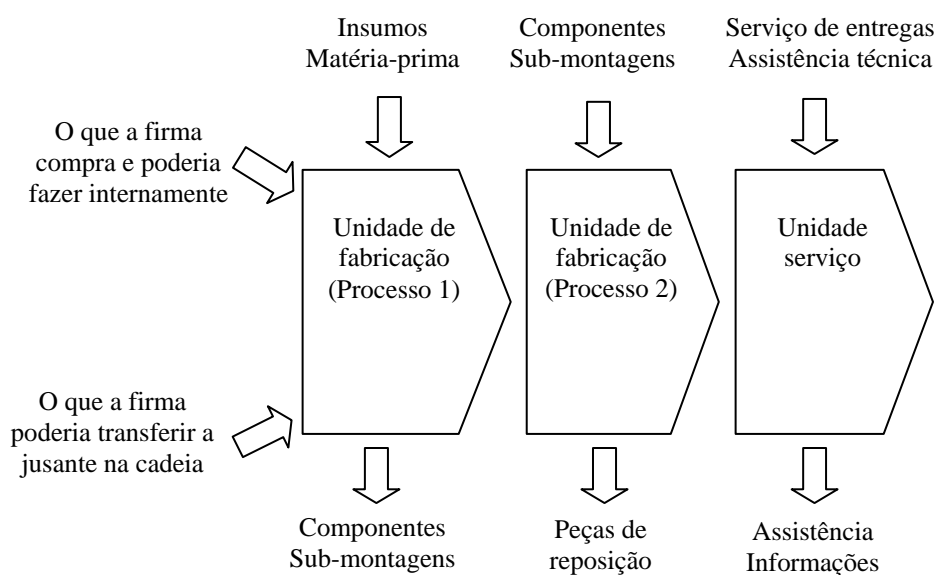 Insumos
Matéria-prima
Componentes
Sub-montagens
Serviço de entregas
Assistência técnica
O que a firma
compra e poderia
fazer internamente
Unidade de
fabricação
(Processo 1)
Unidade de
fabricação
(Processo 2)
Unidade
serviço
O que a firma
poderia transferir a
jusante na cadeia
Componentes
Sub-montagens
Peças de
reposição
Assistência
Informações